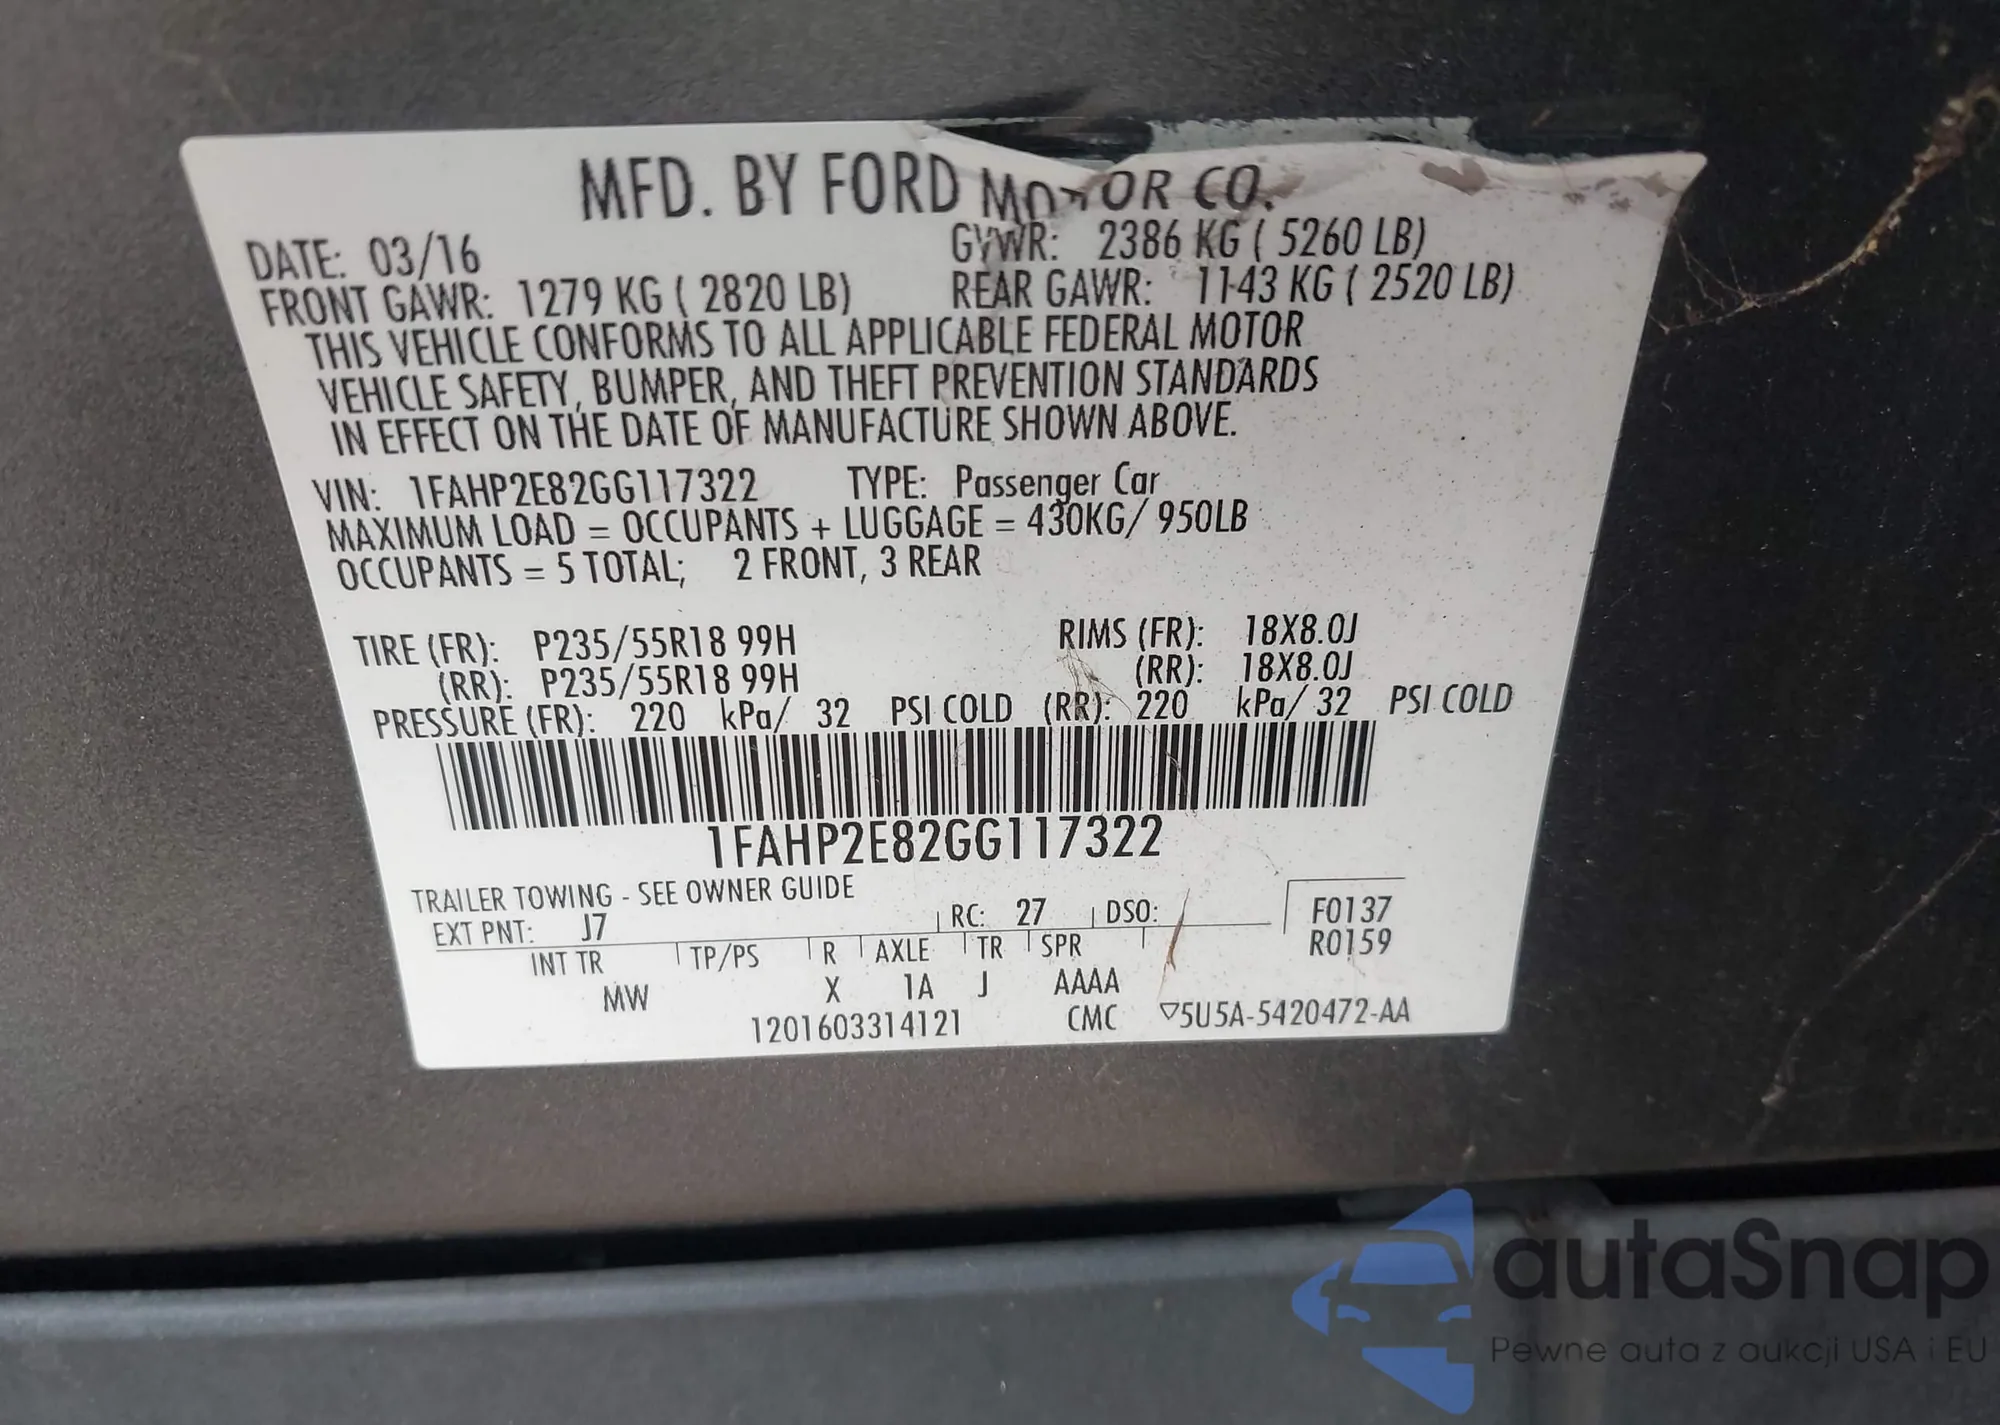 MFD. BY FORD MOTOR CO.
DATE: 03/16 GVWR: 2386 KG ( 5260 LB)
FRONT GAWR: 1279 KG ( 2820 LB) REAR GAWR: 1143 KG ( 2520 LB)
THIS VEHICLE CONFORMS TO ALL APPLICABLE FEDERAL MOTOR
VEHICLE SAFETY, BUMPER, AND THEFT PREVENTION STANDARDS
IN EFFECT ON THE DATE OF MANUFACTURE SHOWN ABOVE.
VIN: 1FAHP2E82GG117322 TYPE: Passenger Car
MAXIMUM LOAD = OCCUPANTS + LUGGAGE = 430KG/ 950LB
OCCUPANTS = 5 TOTAL; 2 FRONT, 3 REAR
TIRE (FR): P235/55R18 99H RIMS (FR): 18X8.0J
(RR): P235/55R18 99H (RR): 18X8.0J
PRESSURE (FR): 220 kPa/ 32 PSI COLD (RR): 220 kPa/ 32 PSI COLD
1FAHP2E82GG117322
TRAILER TOWING - SEE OWNER GUIDE
EXT PNT: J7 RC: 27 DSO: F0137
INT TR TP/PS R AXLE TR SPR R0159
MW X 1A J AAAA
1201603314121 CMC ▽5U5A-5420472-AA
autaSnap
Pewne auta z aukcji USA i EU